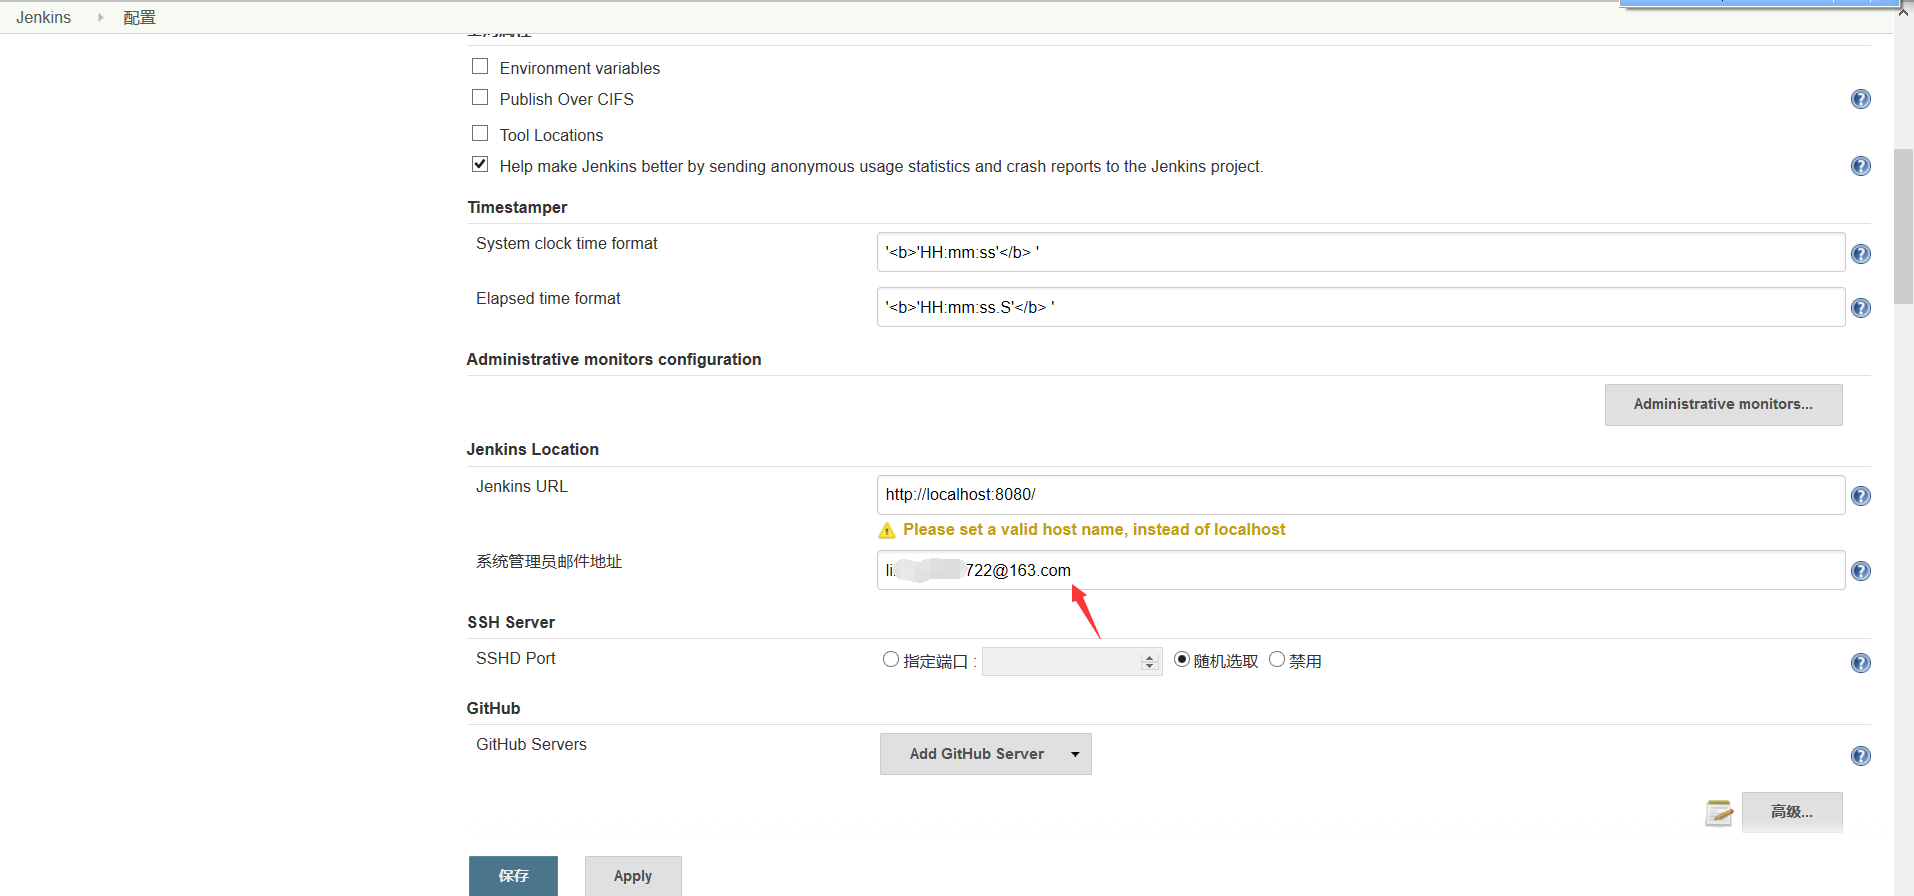 Jenkins 配置
Environment variables
Publish Over CIFS
Tool Locations
Help make Jenkins better by sending anonymous usage statistics and crash reports to the Jenkins project.
Timestamper
System clock time format
'<b>'HH:mm:ss'</b> '
Elapsed time format
'<b>'HH:mm:ss.S'</b> '
Administrative monitors configuration
Administrative monitors...
Jenkins Location
Jenkins URL
http://localhost:8080/
Please set a valid host name, instead of localhost
系统管理员邮件地址
li 722@163.com
SSH Server
SSHD Port
指定端口 : 随机选取 禁用
GitHub
GitHub Servers
Add GitHub Server
高级...
保存 Apply